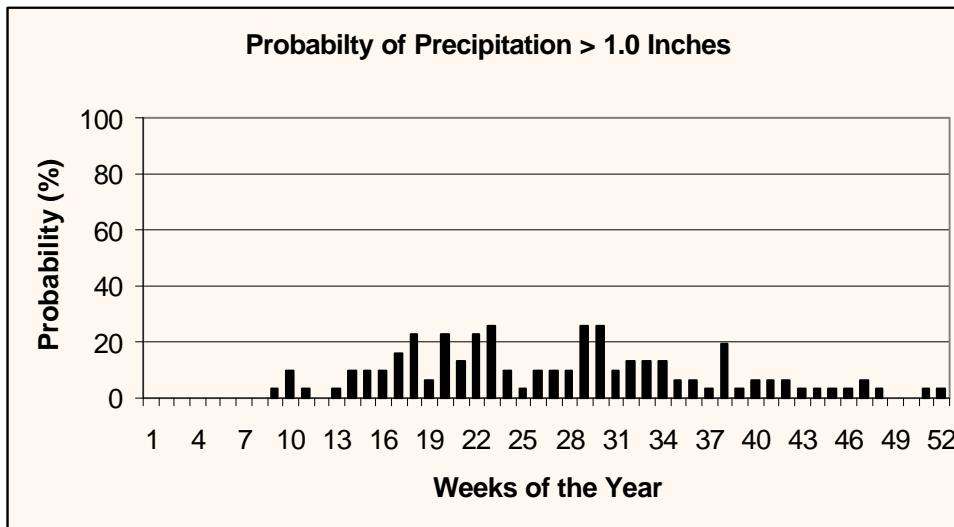 Probabilty of Precipitation > 1.0 Inches
100
80
60
40
20
0
Probability (%)
1 4 7 10 13 16 19 22 25 28 31 34 37 40 43 46 49 52
Weeks of the Year